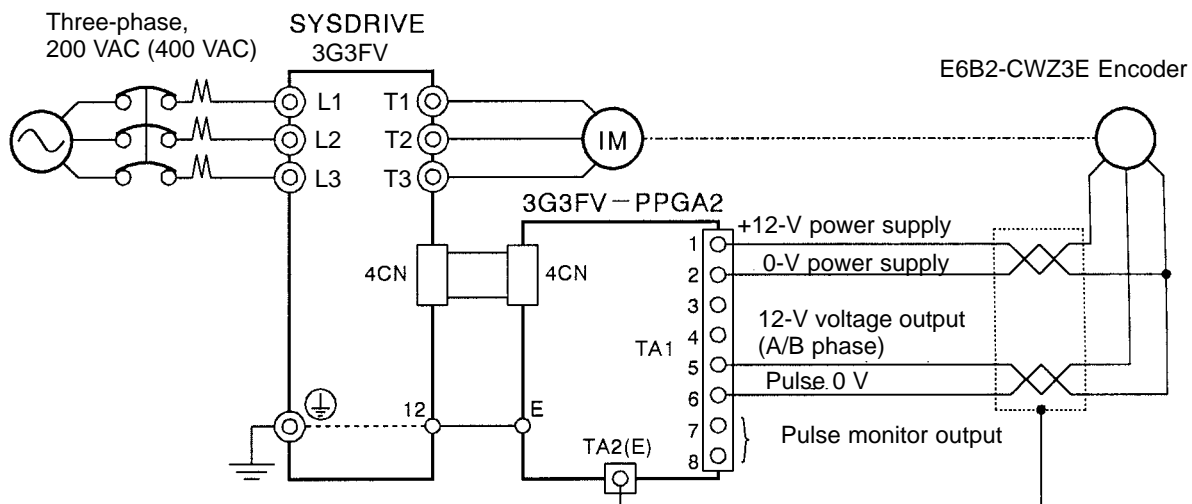 Three-phase,
200 VAC (400 VAC)
SYSDRIVE
3G3FV
E6B2-CWZ3E Encoder
L1
T1
L2
T2
IM
L3
T3
3G3FV-PPGA2
+12-V power supply
1
4CN
4CN
2
0-V power supply
3
12-V voltage output
(A/B phase)
4
TA1
5
Pulse 0 V
6
12
E
7
Pulse monitor output
TA2(E)
8